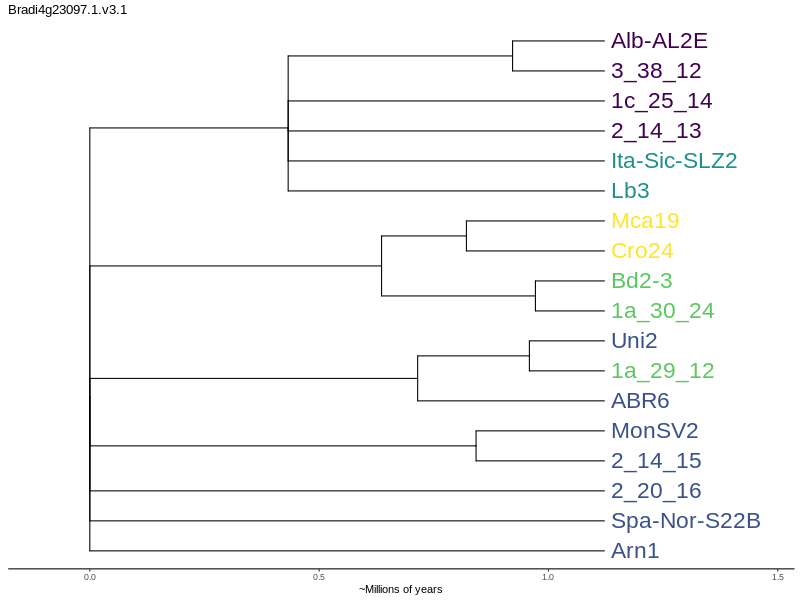 Bradi4g23097.1.v3.1
Alb-AL2E
3_38_12
1c_25_14
2_14_13
Ita-Sic-SLZ2
Lb3
Mca19
Cro24
Bd2-3
1a_30_24
Uni2
1a_29_12
ABR6
MonSV2
2_14_15
2_20_16
Spa-Nor-S22B
Arn1
0.0 0.5 1.0 1.5
~Millions of years